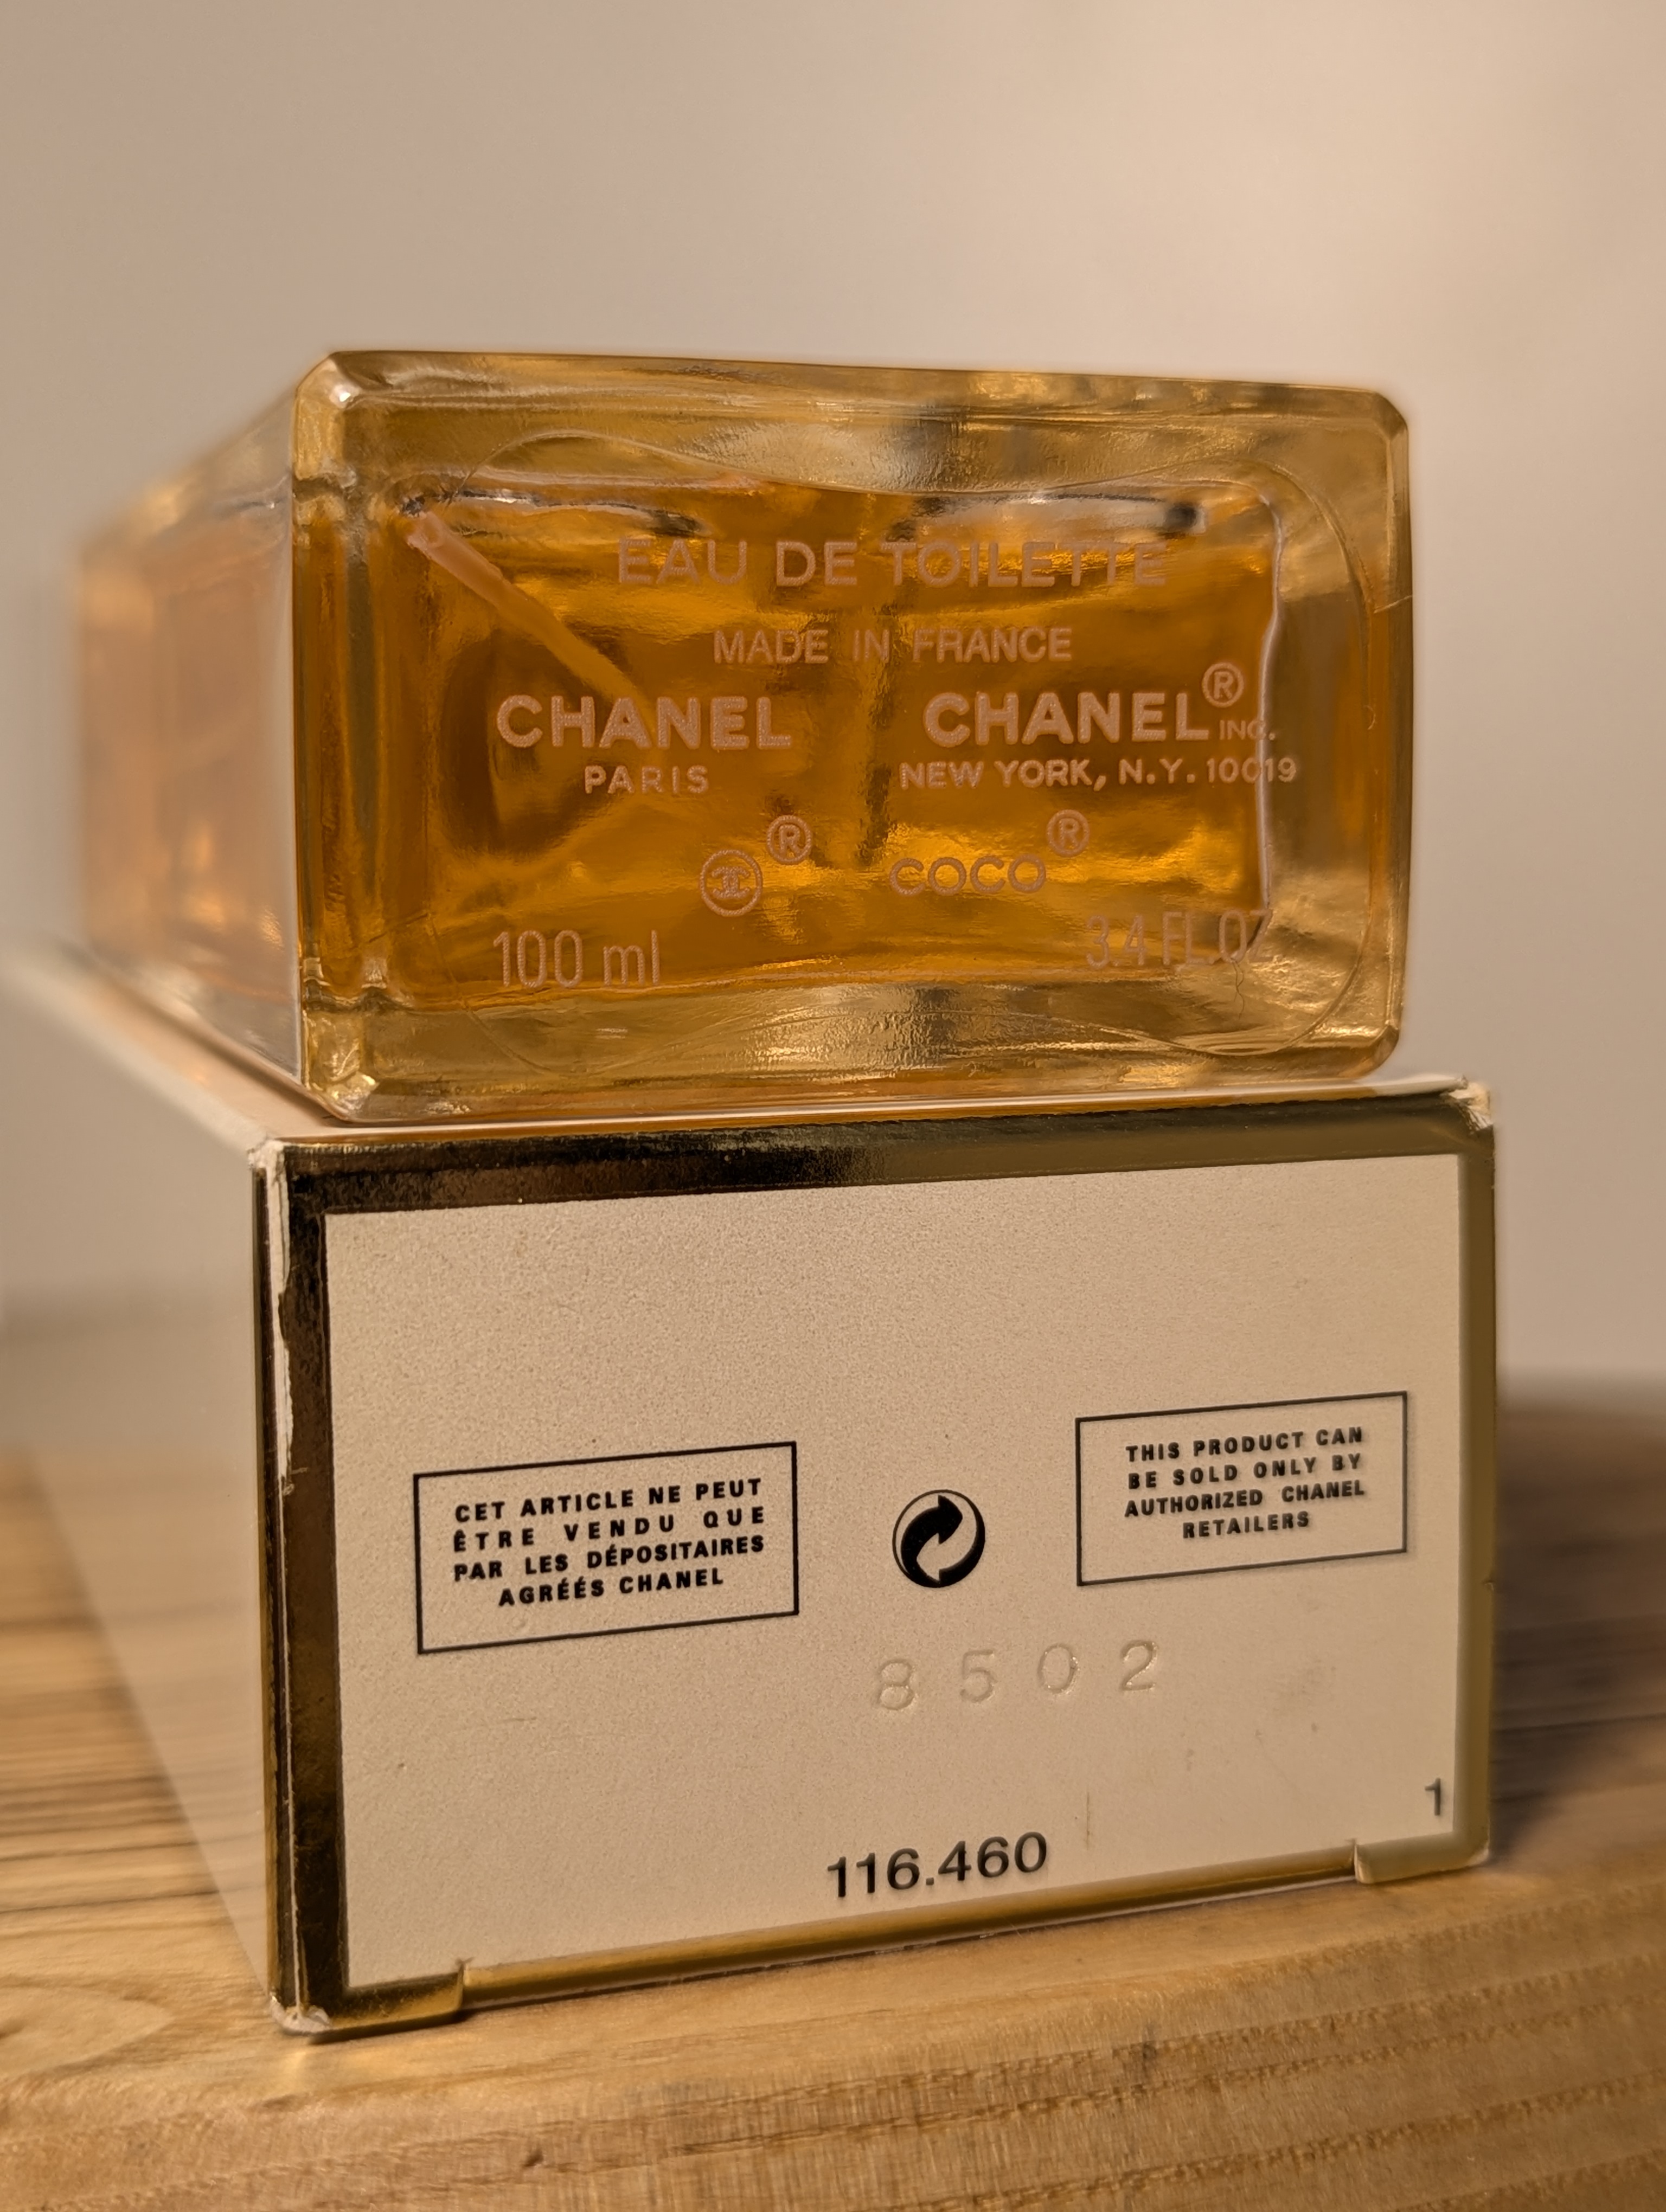 EAU DE TOILETTE
MADE IN FRANCE
CHANEL
PARIS
CHANEL® INC.
NEW YORK, N.Y. 10019
®
COCO®
100 ml
3.4 FL.OZ
CET ARTICLE NE PEUT
ÊTRE VENDU QUE
PAR LES DÉPOSITAIRES
AGRÉÉS CHANEL
THIS PRODUCT CAN
BE SOLD ONLY BY
AUTHORIZED CHANEL
RETAILERS
8502
1
116.460